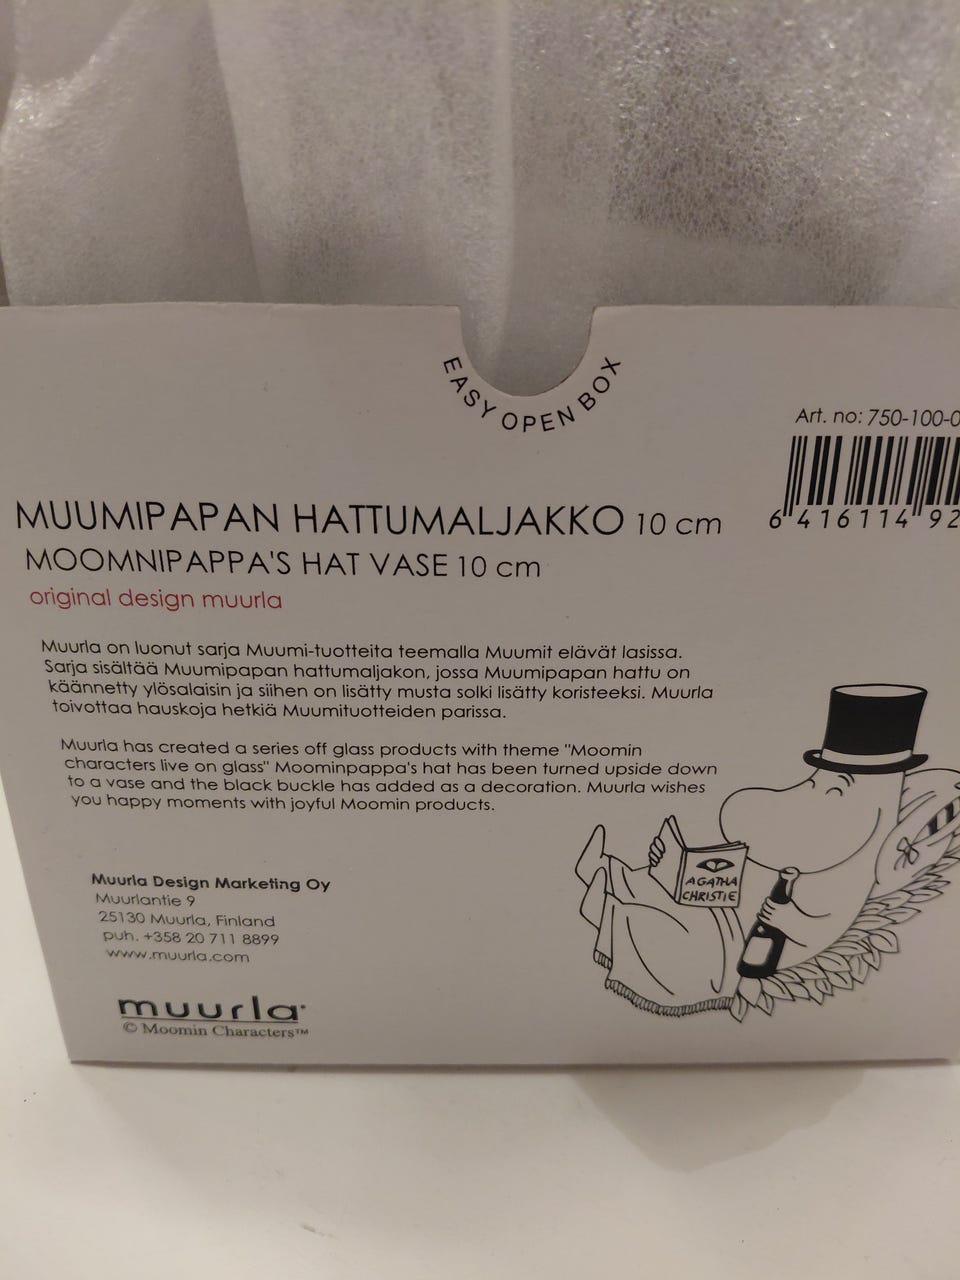 EASY OPEN BOX
Art. no: 750-100-0
6 416114 92
MUUMIPAPAN HATTUMALJAKKO 10 cm
MOOMNIPAPPA'S HAT VASE 10 cm
original design muurla
Muurla on luonut sarja Muumi-tuotteita teemalla Muumit elävät lasissa.
Sarja sisältää Muumipapan hattumaljakon, jossa Muumipapan hattu on
käännetty ylösalaisin ja siihen on lisätty musta solki lisätty koristeeksi. Muurla
toivottaa hauskoja hetkiä Muumituotteiden parissa.
Muurla has created a series off glass products with theme "Moomin
characters live on glass" Moominpappa's hat has been turned upside down
to a vase and the black buckle has added as a decoration. Muurla wishes
you happy moments with joyful Moomin products.
AGATHA
CHRISTIE
Muurla Design Marketing Oy
Muurlantie 9
25130 Muurla, Finland
puh. +358 20 711 8899
www.muurla.com
muurla
© Moomin Characters™